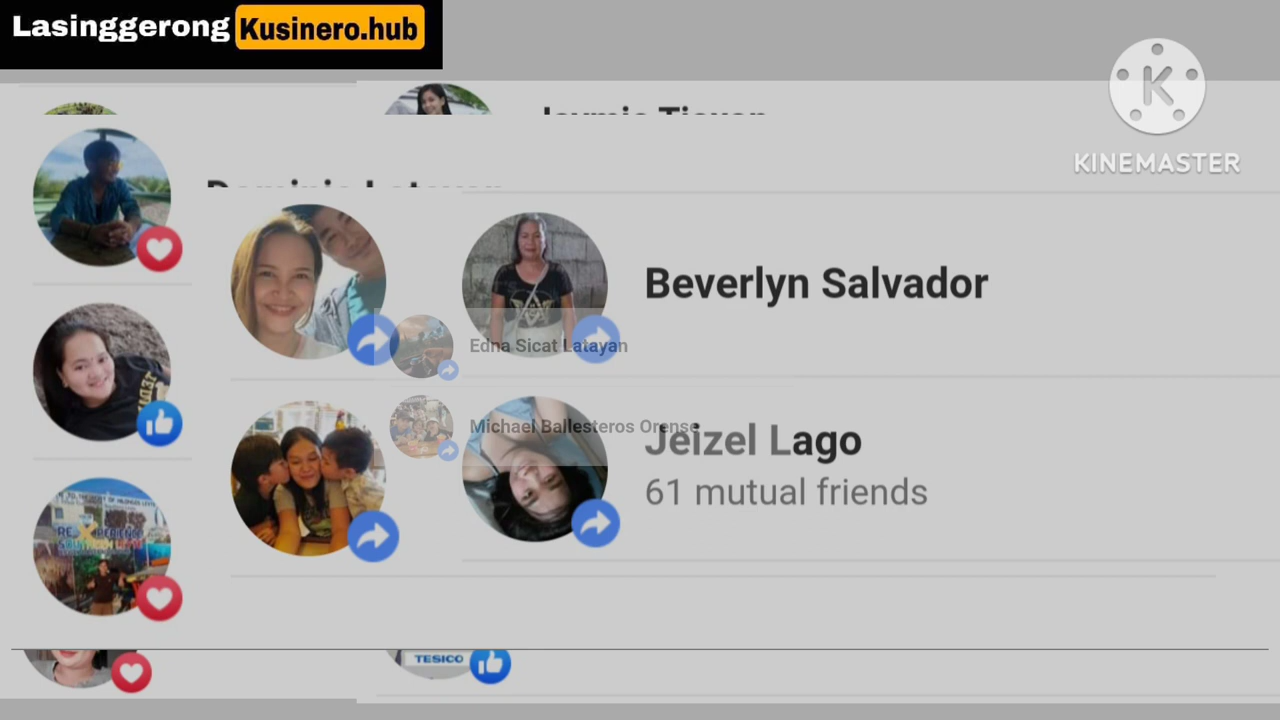 Lasinggerong Kusinero.hub
KINEMASTER
Beverlyn Salvador
Edna Sicat Latayan
Michael Ballesteros Orense
Jeizel Lago
61 mutual friends
TESICO